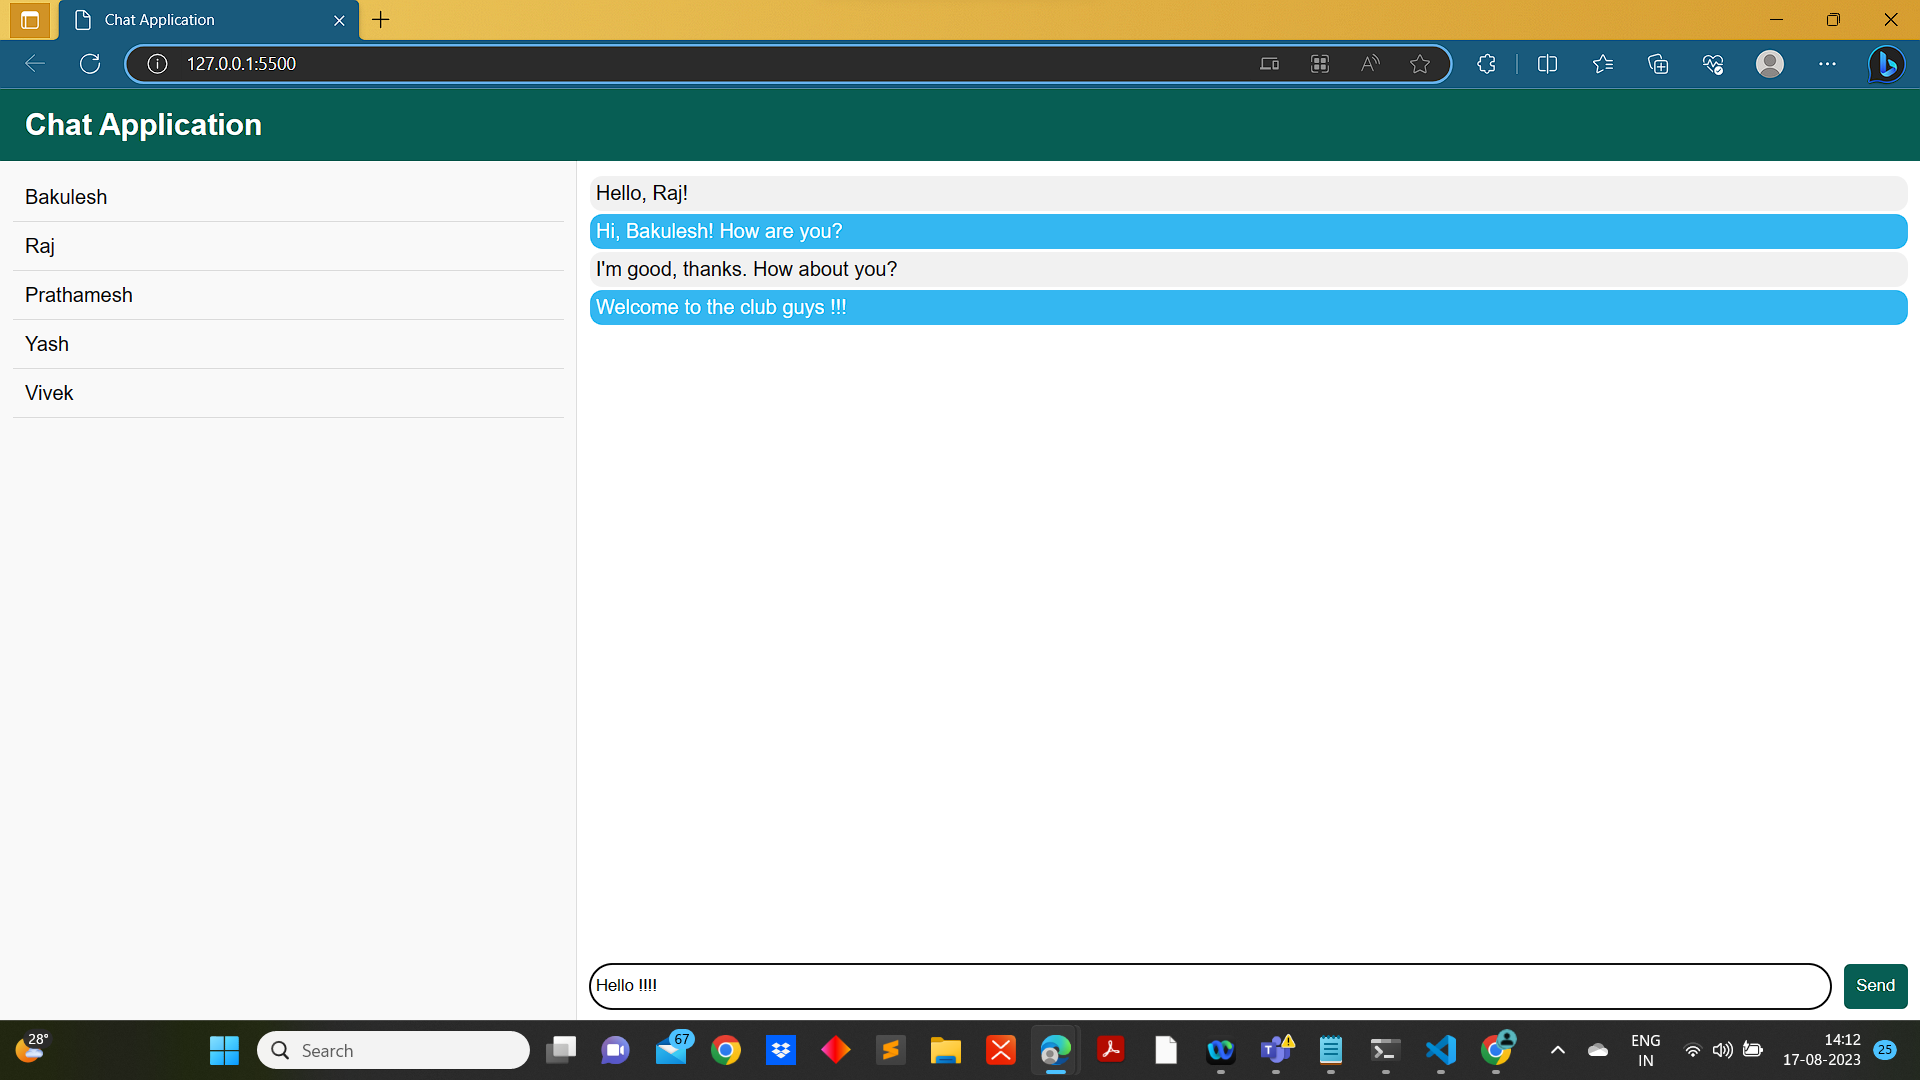 Chat Application
127.0.0.1:5500
Chat Application
Bakulesh
Raj
Prathamesh
Yash
Vivek
Hello, Raj!
Hi, Bakulesh! How are you?
I'm good, thanks. How about you?
Welcome to the club guys !!!
Hello !!!!
Send
28°
Search
67
ENG
IN
14:12
17-08-2023
25